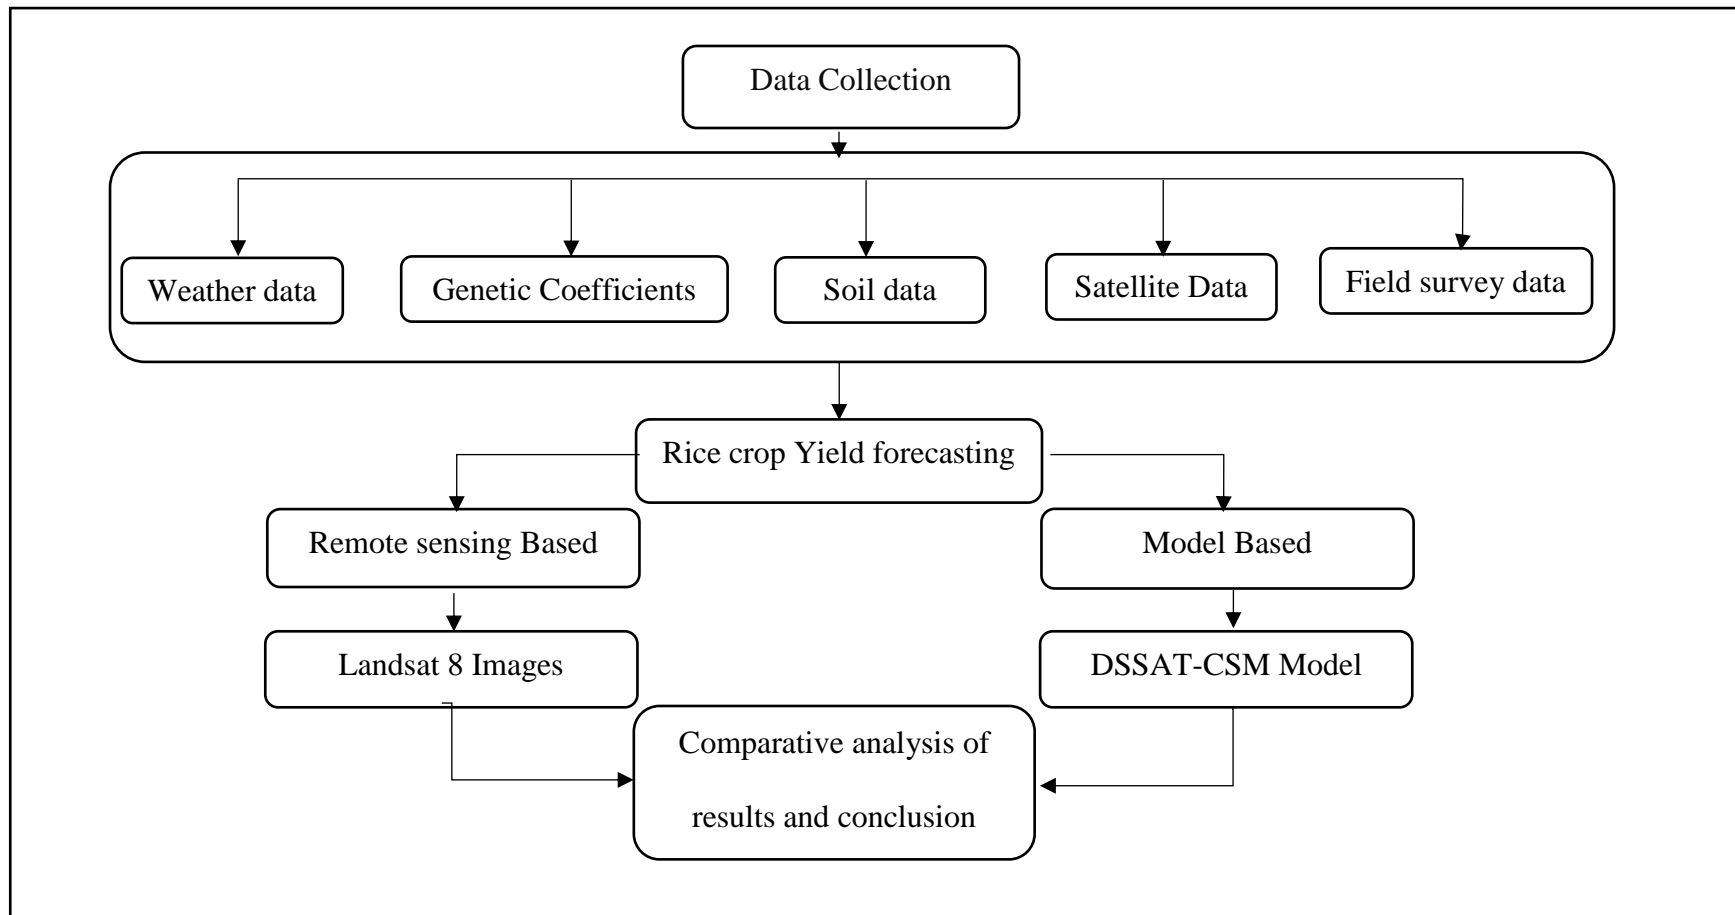 Data Collection
Weather data
Genetic Coefficients
Soil data
Satellite Data
Field survey data
Rice crop Yield forecasting
Remote sensing Based
Model Based
Landsat 8 Images
DSSAT-CSM Model
Comparative analysis of
results and conclusion